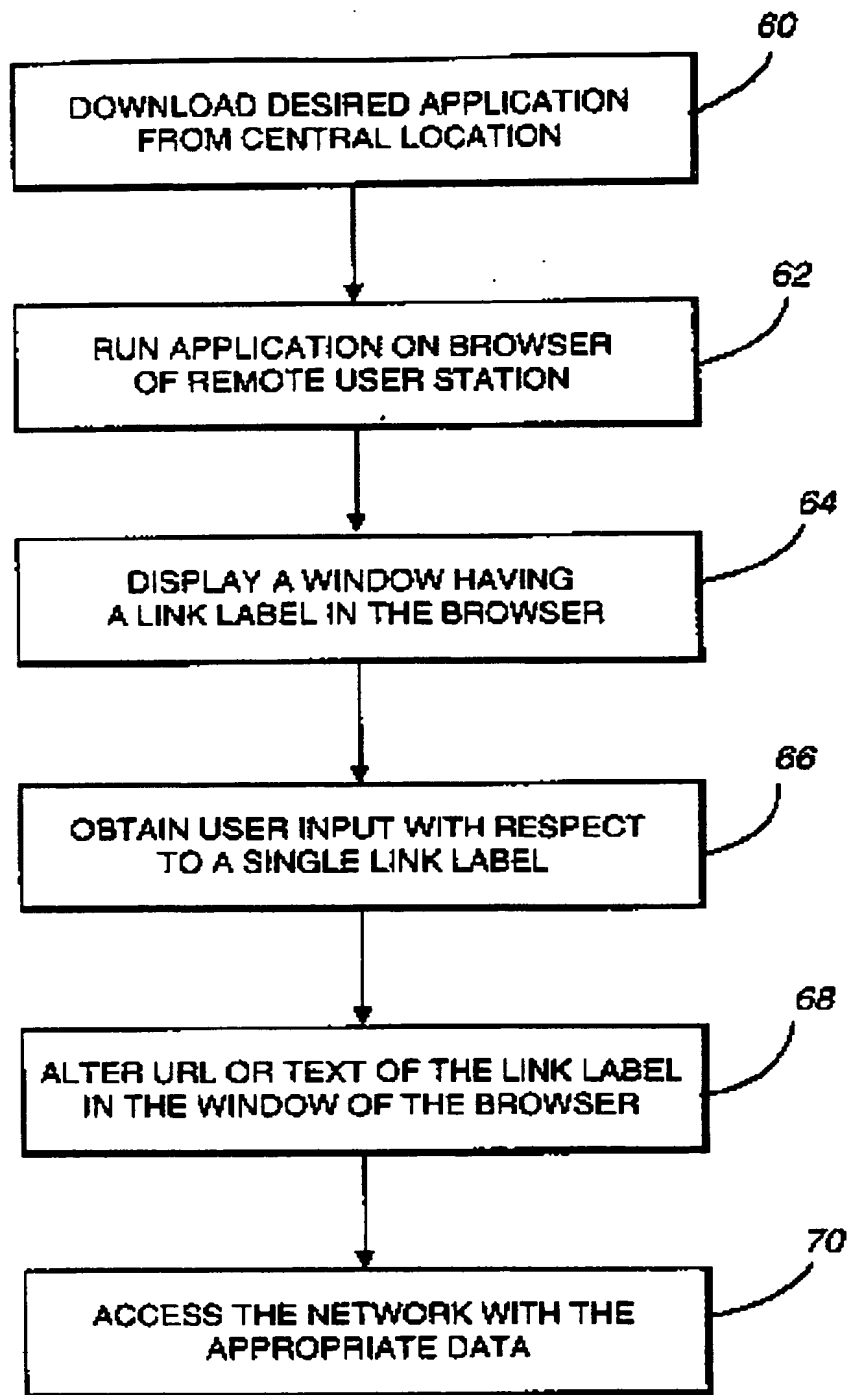 60
DOWNLOAD DESIRED APPLICATION
FROM CENTRAL LOCATION
62
RUN APPLICATION ON BROWSER
OF REMOTE USER STATION
64
DISPLAY A WINDOW HAVING
A LINK LABEL IN THE BROWSER
66
OBTAIN USER INPUT WITH RESPECT
TO A SINGLE LINK LABEL
68
ALTER URL OR TEXT OF THE LINK LABEL
IN THE WINDOW OF THE BROWSER
70
ACCESS THE NETWORK WITH THE
APPROPRIATE DATA